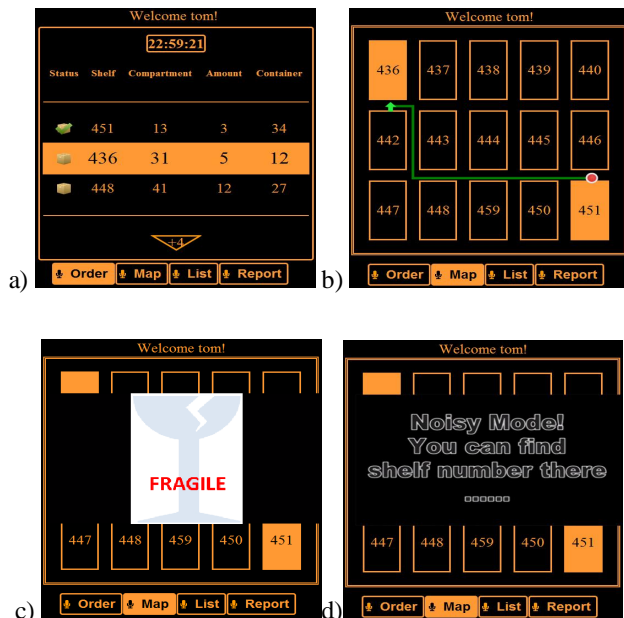 Welcome tom!
22:59:21
Status Shelf Compartment Amount Container
451 13 3 34
436 31 5 12
448 41 12 27
+4
Order Map List Report
a)
Welcome tom!
436 437 438 439 440
442 443 444 445 446
447 448 459 450 451
Order Map List Report
b)
Welcome tom!
FRAGILE
447 448 459 450 451
Order Map List Report
c)
Welcome tom!
Noisy Mode!
You can find
shelf number there
447 448 459 450 451
Order Map List Report
d)